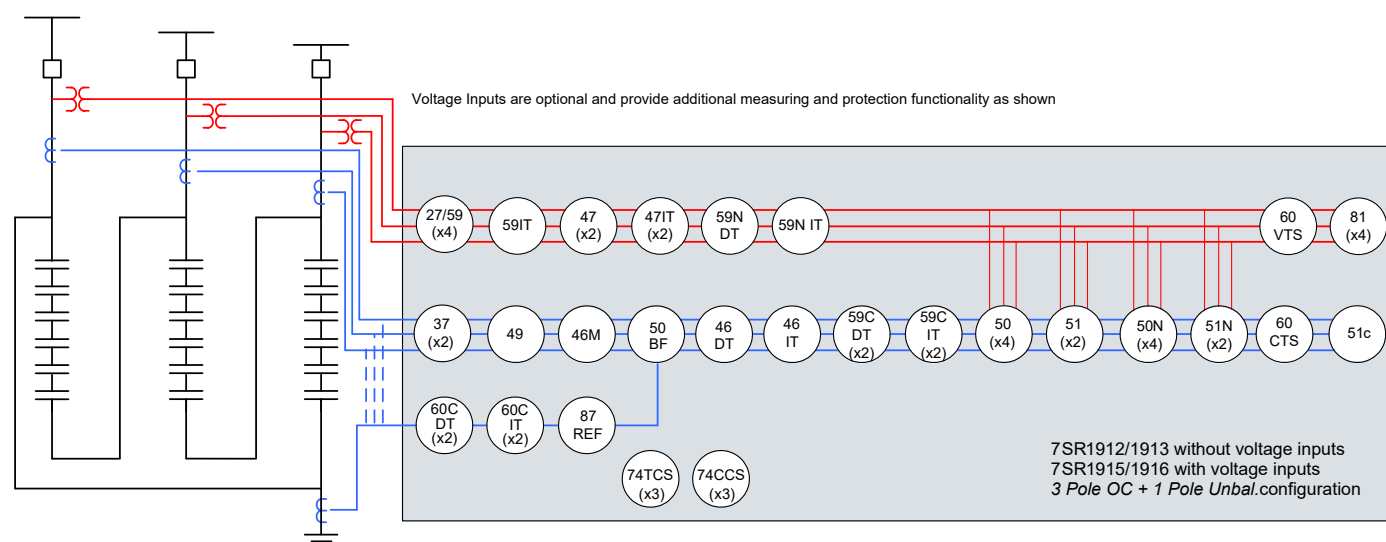 Voltage Inputs are optional and provide additional measuring and protection functionality as shown
27/59
(x4)
59IT
47
(x2)
47IT
(x2)
59N
DT
59N IT
60
VTS
81
(x4)
37
(x2)
49
46M
50
BF
46
DT
46
IT
59C
DT
(x2)
59C
IT
(x2)
50
(x4)
51
(x2)
50N
(x4)
51N
(x2)
60
CTS
51c
60C
DT
(x2)
60C
IT
(x2)
87
REF
74TCS
(x3)
74CCS
(x3)
7SR1912/1913 without voltage inputs
7SR1915/1916 with voltage inputs
3 Pole OC + 1 Pole Unbal.configuration